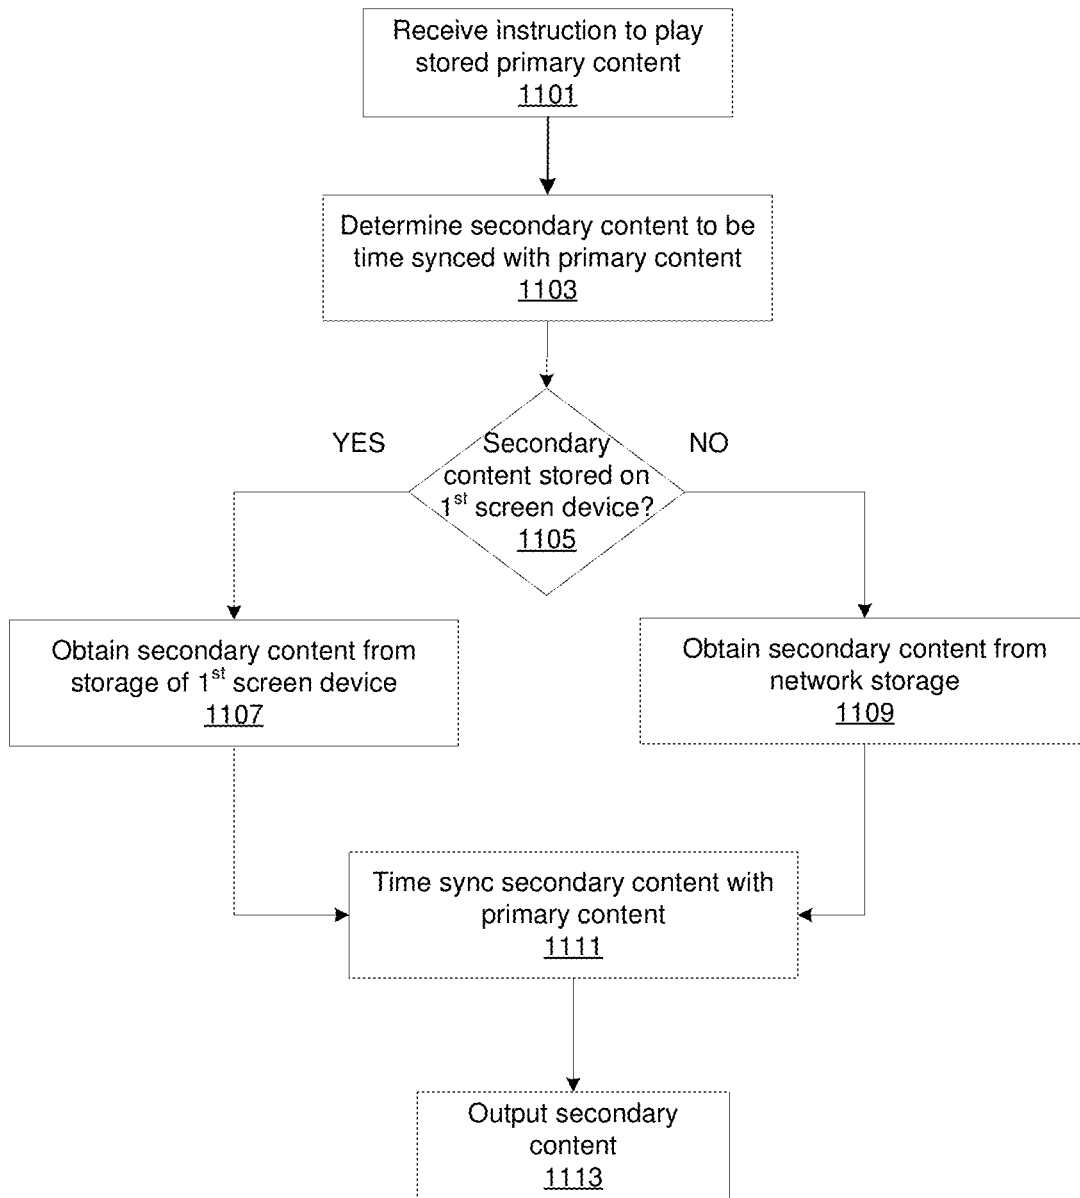 Receive instruction to play
stored primary content
1101
Determine secondary content to be
time synced with primary content
1103
YES
NO
Secondary
content stored on
1st screen device?
1105
Obtain secondary content from
storage of 1st screen device
1107
Obtain secondary content from
network storage
1109
Time sync secondary content with
primary content
1111
Output secondary
content
1113